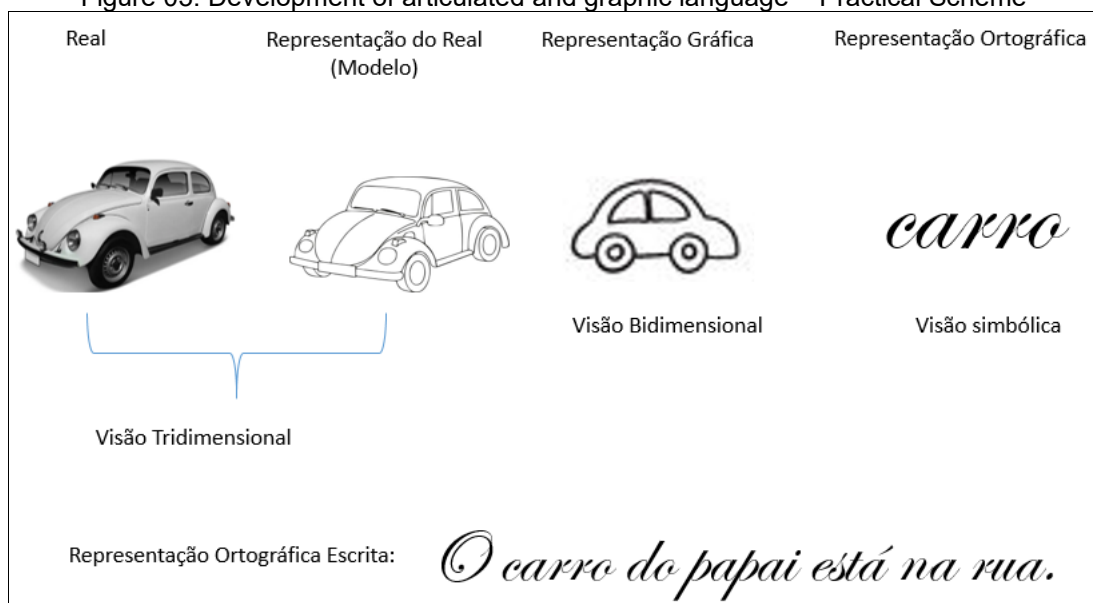 Figure 03: Development of articulated and graphic language – Practical Scheme
Real
Representação do Real
(Modelo)
Representação Gráfica
Representação Ortográfica
carro
Visão Bidimensional
Visão simbólica
Visão Tridimensional
Representação Ortográfica Escrita:
O carro do papai está na rua.